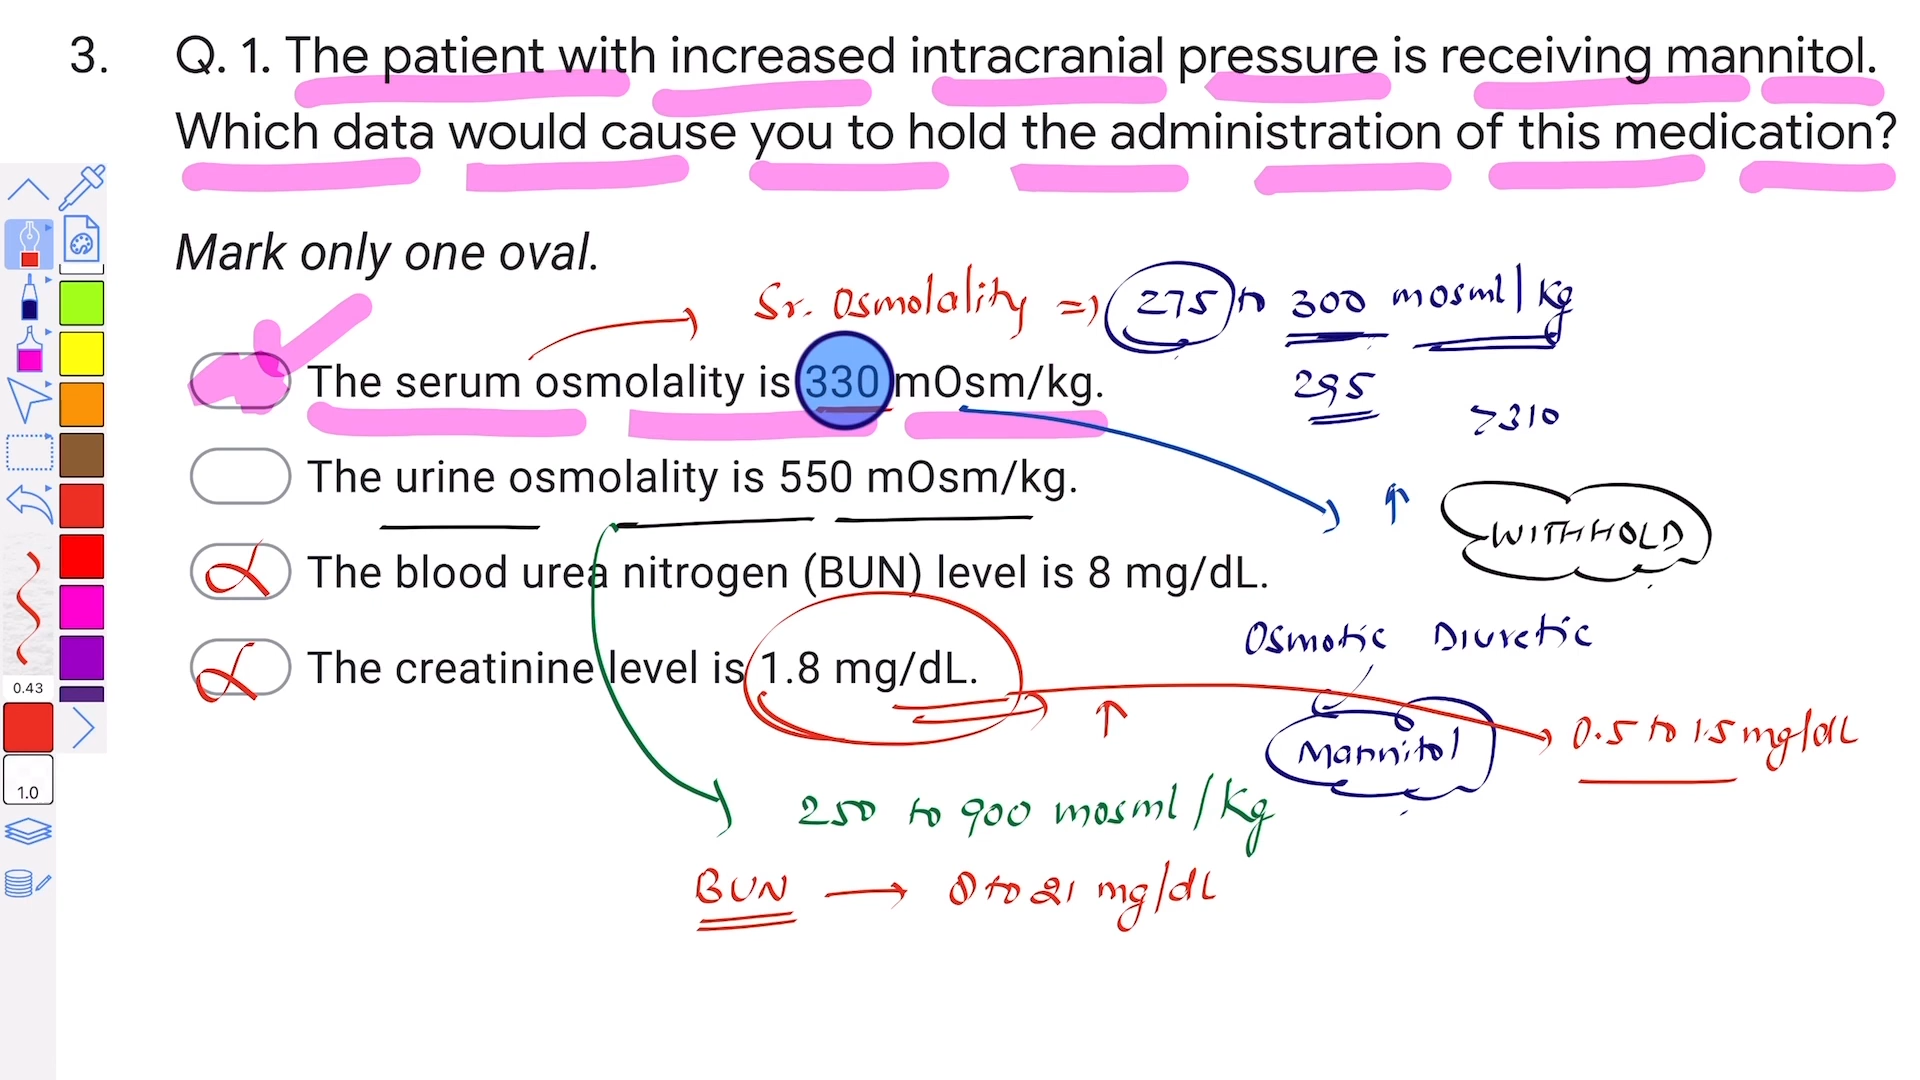 3. Q. 1. The patient with increased intracranial pressure is receiving mannitol.
Which data would cause you to hold the administration of this medication?
Mark only one oval.
Sr. Osmolality => 275 to 300 mosml/kg
The serum osmolality is 330 mOsm/kg.
295
>310
The urine osmolality is 550 mOsm/kg.
↑ WITHHOLD
The blood urea nitrogen (BUN) level is 8 mg/dL.
Osmotic Diuretic
The creatinine level is 1.8 mg/dL.
↑
Mannitol
0.5 to 1.5 mg/dL
250 to 900 mosml/kg
BUN → 8 to 21 mg/dL
0.43
1.0